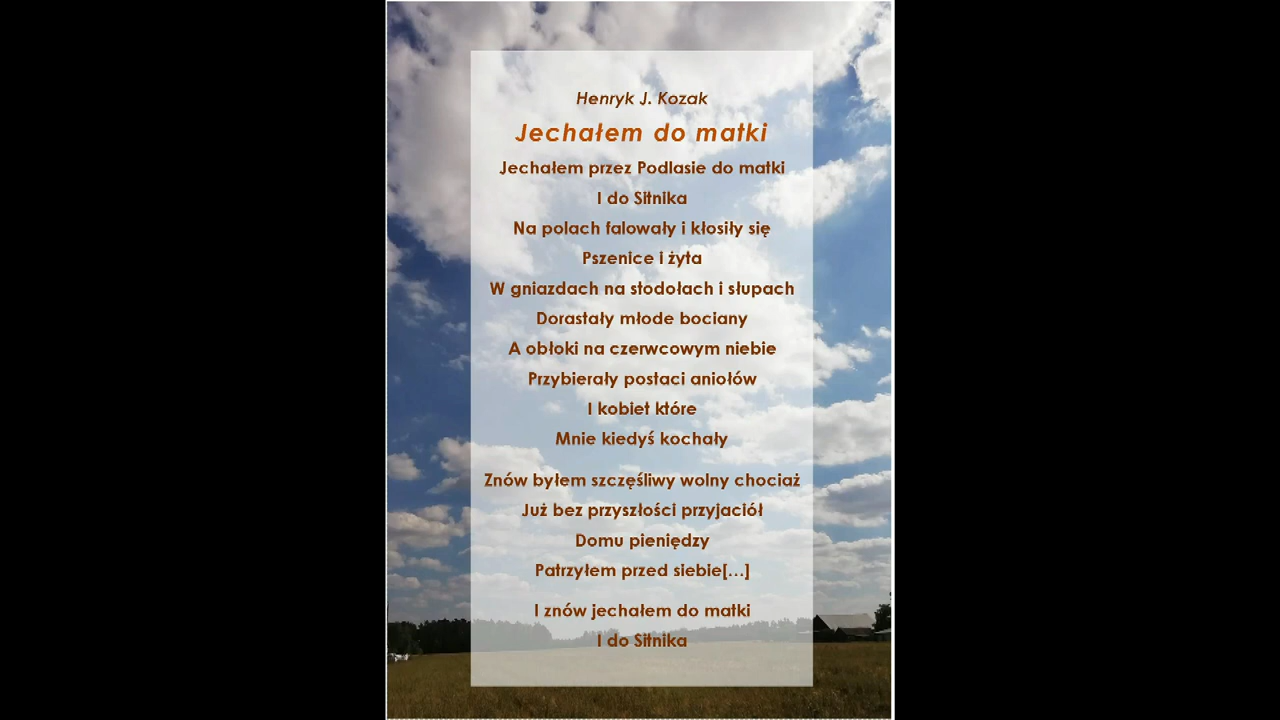 Henryk J. Kozak
Jechałem do matki
Jechałem przez Podlasie do matki
I do Sitnika
Na polach falowały i kłosiły się
Pszenice i żyta
W gniazdach na stodołach i słupach
Dorastały młode bociany
A obłoki na czerwcowym niebie
Przybierały postaci aniołów
I kobiet które
Mnie kiedyś kochały
Znów byłem szczęśliwy wolny chociaż
Już bez przyszłości przyjaciół
Domu pieniędzy
Patrzyłem przed siebie[...]
I znów jechałem do matki
I do Sitnika